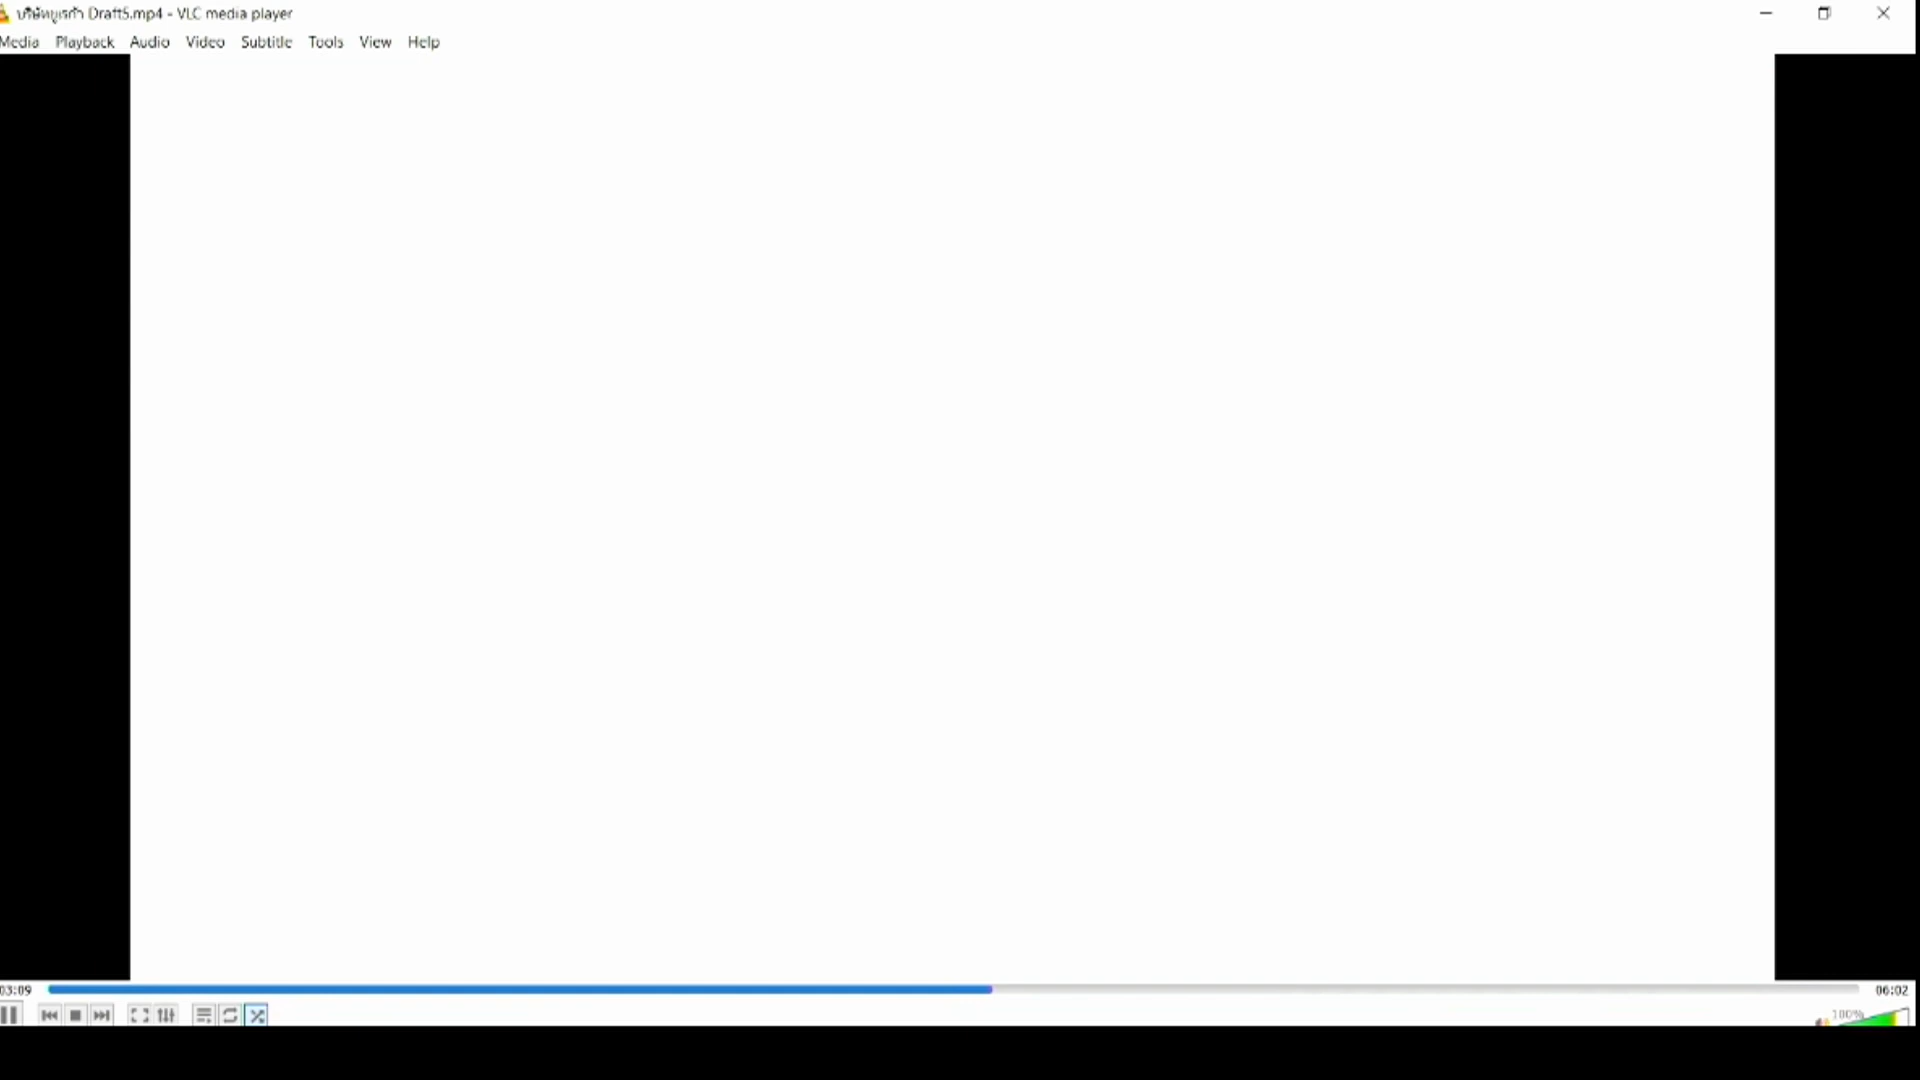 Draft5.mp4 - VLC media player
Media Playback Audio Video Subtitle Tools View Help
03:09
06:02
100%